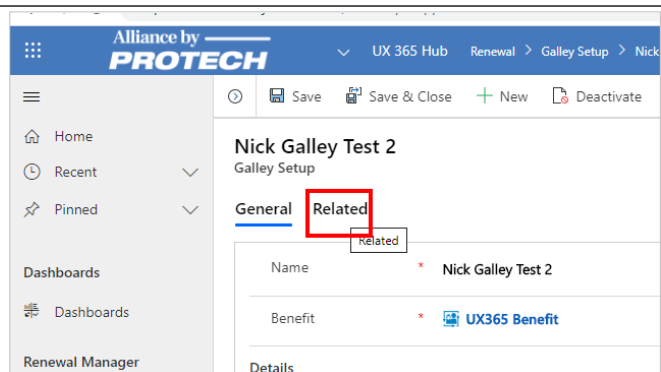 Alliance by
PROTECH
UX 365 Hub Renewal > Galley Setup > Nick
Save Save & Close New Deactivate
Home
Recent
Pinned
Nick Galley Test 2
Galley Setup
General Related
Related
Name * Nick Galley Test 2
Dashboards
Dashboards
Benefit * UX365 Benefit
Renewal Manager
Details